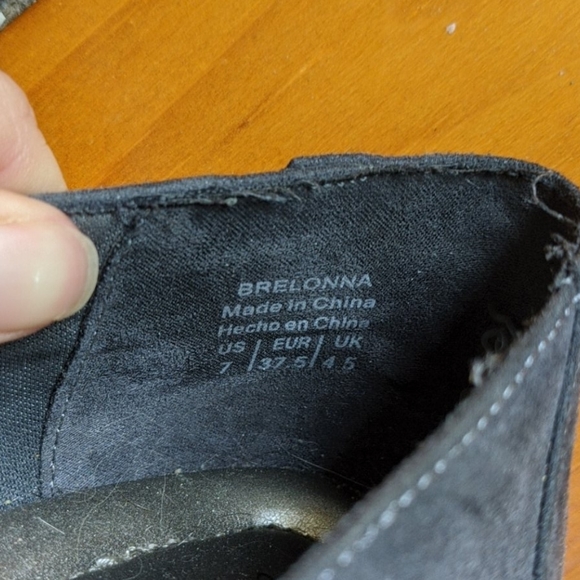 BRELONNA
Made in China
Hecho en China
US / EUR / UK
7 / 37.5 / 4.5